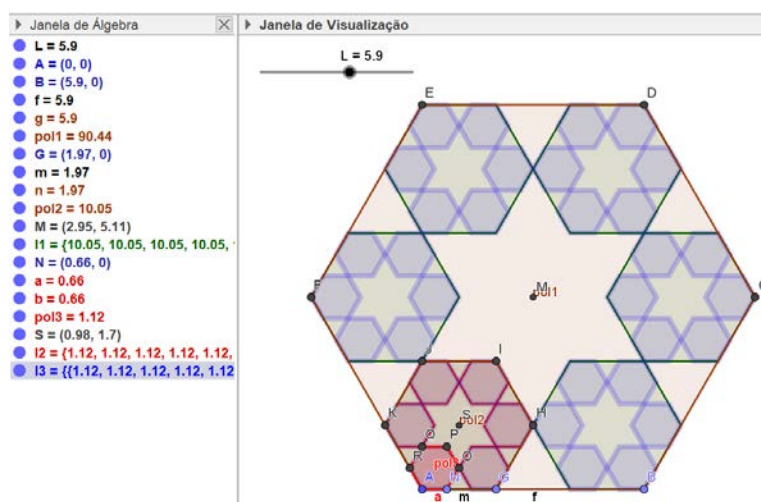 Janela de Álgebra
L = 5.9
A = (0, 0)
B = (5.9, 0)
f = 5.9
g = 5.9
pol1 = 90.44
G = (1.97, 0)
m = 1.97
n = 1.97
pol2 = 10.05
M = (2.95, 5.11)
l1 = {10.05, 10.05, 10.05, 10.05,
N = (0.66, 0)
a = 0.66
b = 0.66
pol3 = 1.12
S = (0.98, 1.7)
l2 = {1.12, 1.12, 1.12, 1.12, 1.12,
l3 = {{1.12, 1.12, 1.12, 1.12, 1.12
Janela de Visualização
L = 5.9
E D
F M
pol1
J I
K S H
pol2
P
R
A N G B
a m f